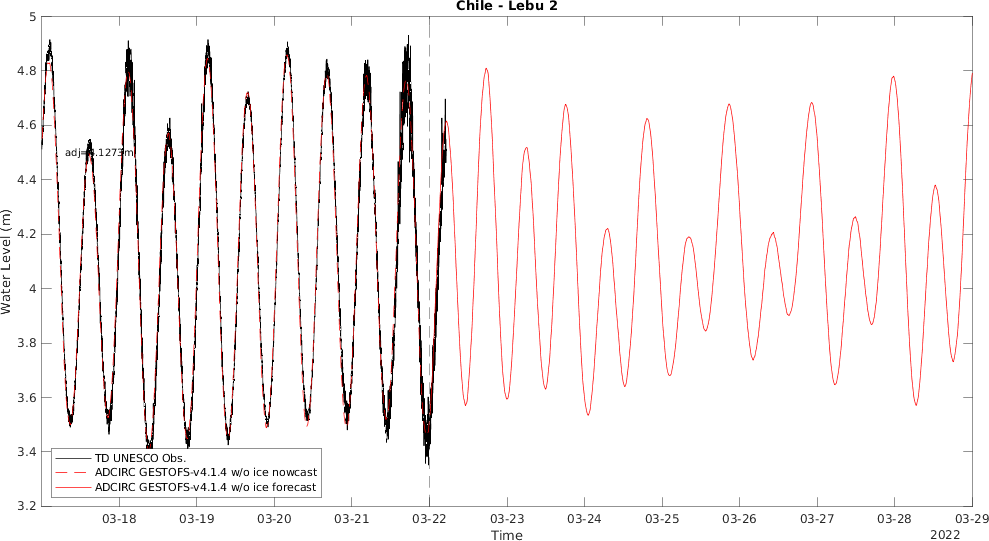 Chile - Lebu 2
5
4.8
4.6
4.4
4.2
4
3.8
3.6
3.4
3.2
Water Level (m)
adj=4.1273m
TD UNESCO Obs.
ADCIRC GESTOFS-v4.1.4 w/o ice nowcast
ADCIRC GESTOFS-v4.1.4 w/o ice forecast
03-18 03-19 03-20 03-21 03-22 03-23 03-24 03-25 03-26 03-27 03-28 03-29
Time
2022